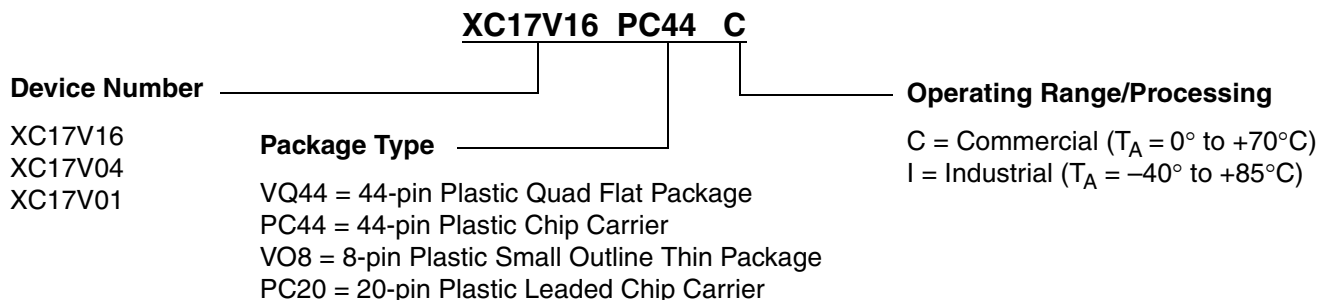 XC17V16 PC44 C
Device Number
XC17V16
XC17V04
XC17V01
Package Type
VQ44 = 44-pin Plastic Quad Flat Package
PC44 = 44-pin Plastic Chip Carrier
VO8 = 8-pin Plastic Small Outline Thin Package
PC20 = 20-pin Plastic Leaded Chip Carrier
Operating Range/Processing
C = Commercial (TA = 0° to +70°C)
I = Industrial (TA = –40° to +85°C)